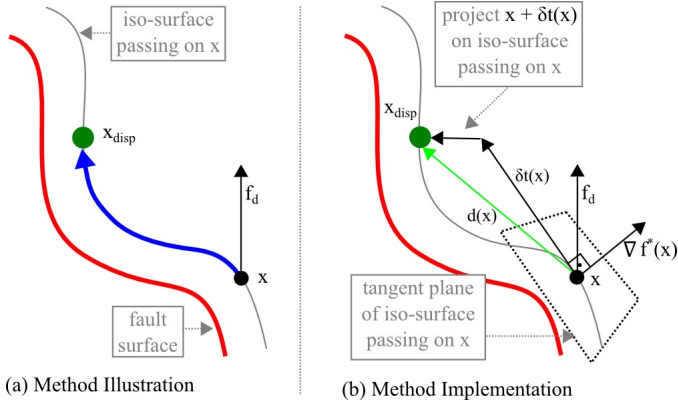 iso-surface
passing on x
x_disp
f_d
x
fault
surface
(a) Method Illustration
project x + δt(x)
on iso-surface
passing on x
x_disp
δt(x)
f_d
d(x)
∇ f*(x)
x
tangent plane
of iso-surface
passing on x
(b) Method Implementation